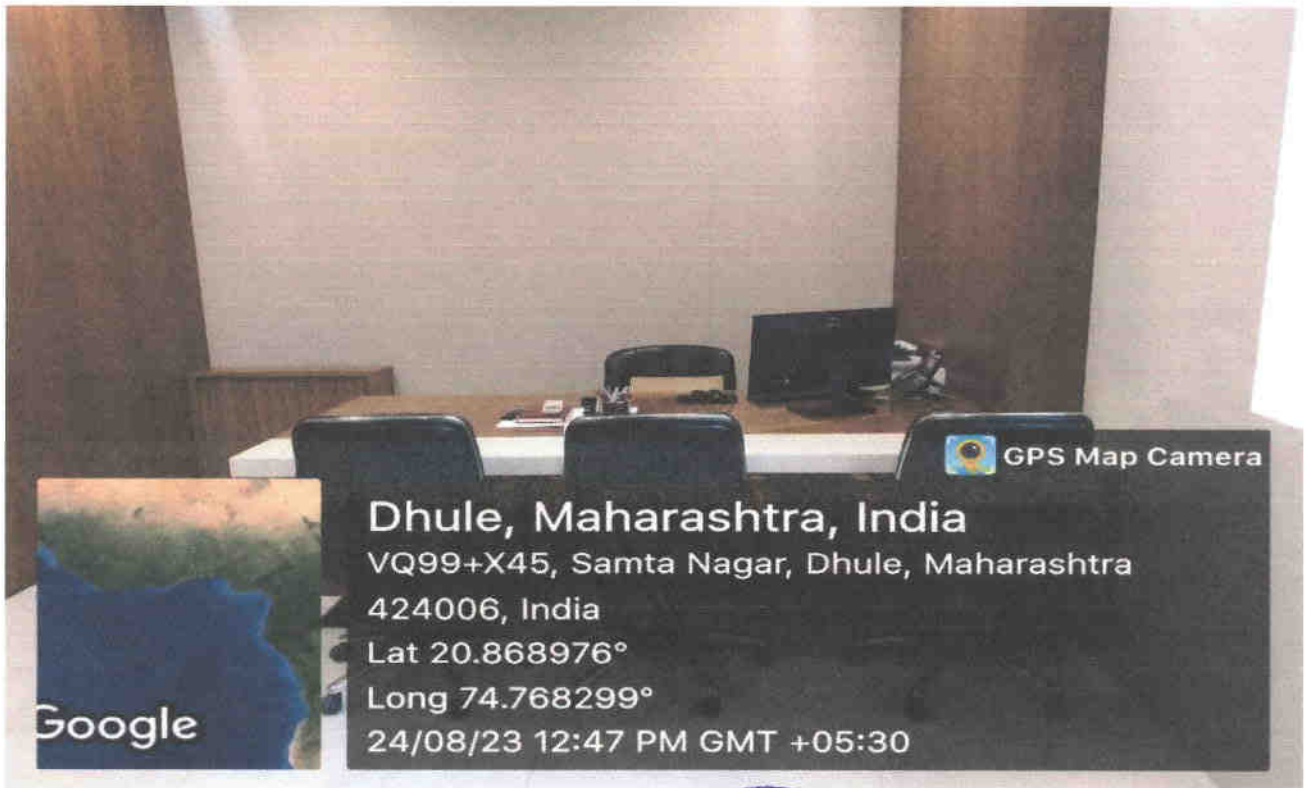 GPS Map Camera
Dhule, Maharashtra, India
VQ99+X45, Samta Nagar, Dhule, Maharashtra
424006, India
Lat 20.868976°
Long 74.768299°
24/08/23 12:47 PM GMT +05:30
Google